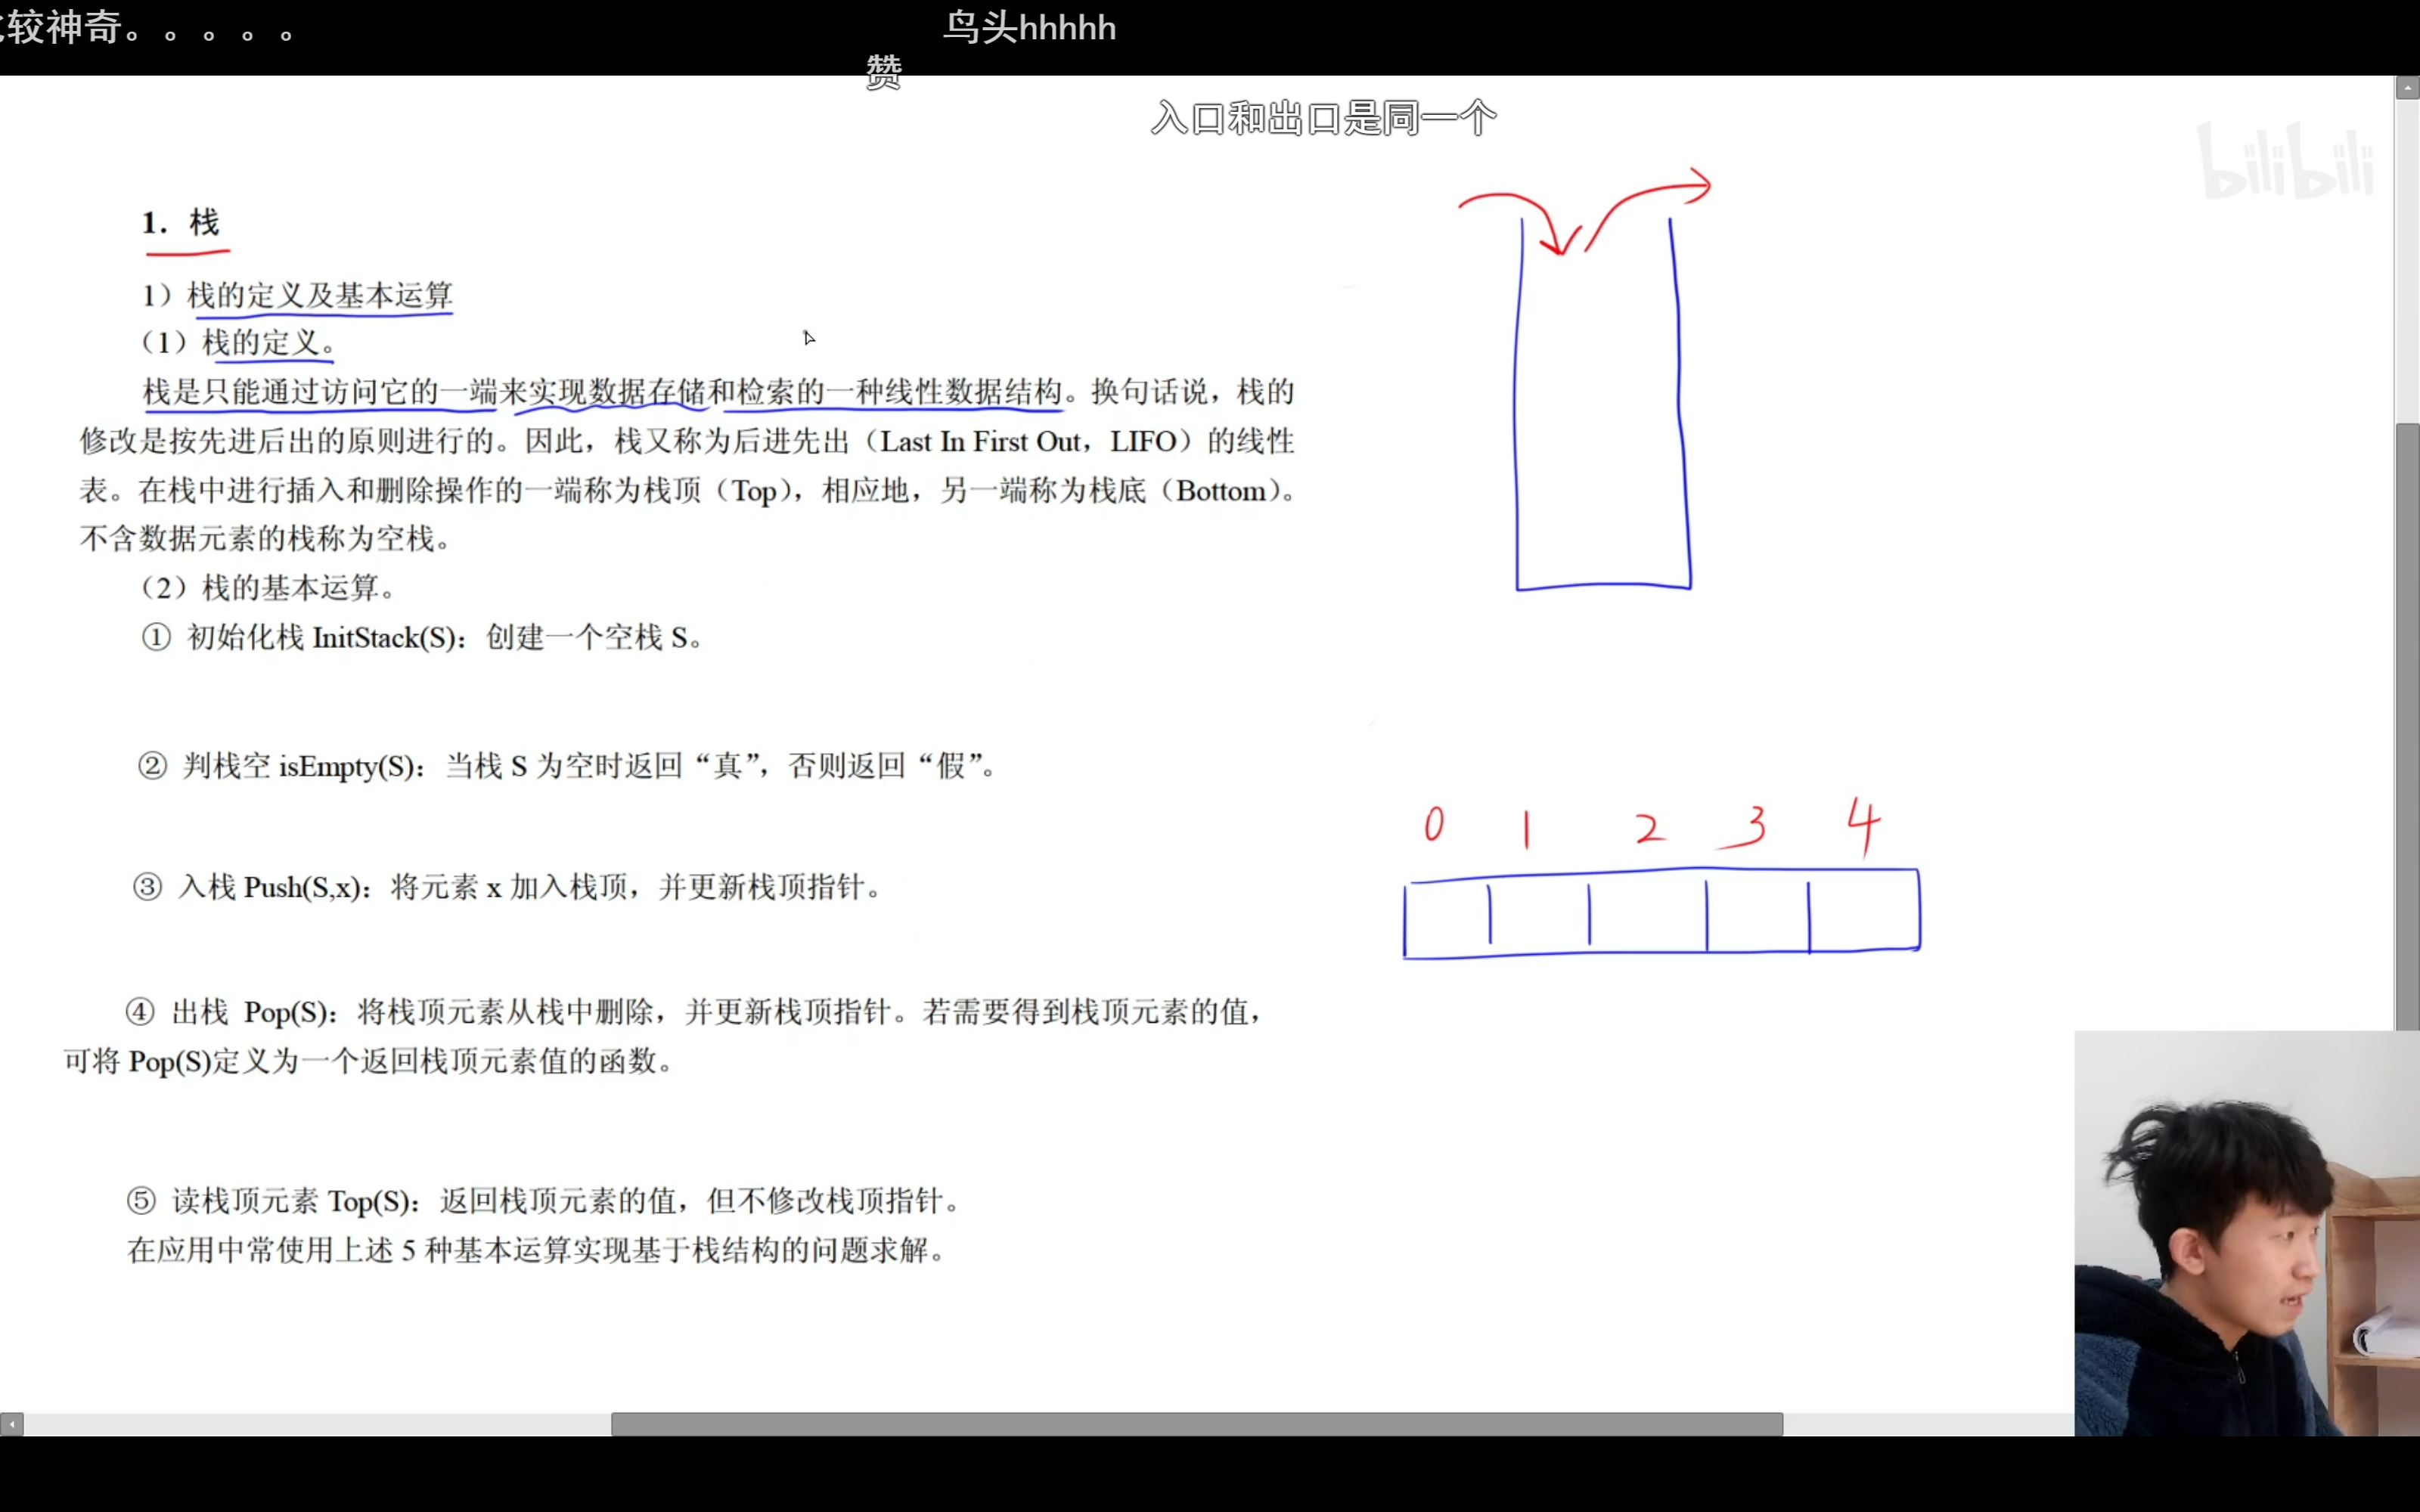 较神奇。。。。。
鸟头hhhhh
赞
入口和出口是同一个
bilibili
1. 栈
1）栈的定义及基本运算
（1）栈的定义。
栈是只能通过访问它的一端来实现数据存储和检索的一种线性数据结构。换句话说，栈的
修改是按先进后出的原则进行的。因此，栈又称为后进先出（Last In First Out，LIFO）的线性
表。在栈中进行插入和删除操作的一端称为栈顶（Top），相应地，另一端称为栈底（Bottom）。
不含数据元素的栈称为空栈。
（2）栈的基本运算。
① 初始化栈 InitStack(S)：创建一个空栈 S。
② 判栈空 isEmpty(S)：当栈 S 为空时返回“真”，否则返回“假”。
0 1 2 3 4
③ 入栈 Push(S,x)：将元素 x 加入栈顶，并更新栈顶指针。
④ 出栈 Pop(S)：将栈顶元素从栈中删除，并更新栈顶指针。若需要得到栈顶元素的值，
可将 Pop(S)定义为一个返回栈顶元素值的函数。
⑤ 读栈顶元素 Top(S)：返回栈顶元素的值，但不修改栈顶指针。
在应用中常使用上述 5 种基本运算实现基于栈结构的问题求解。